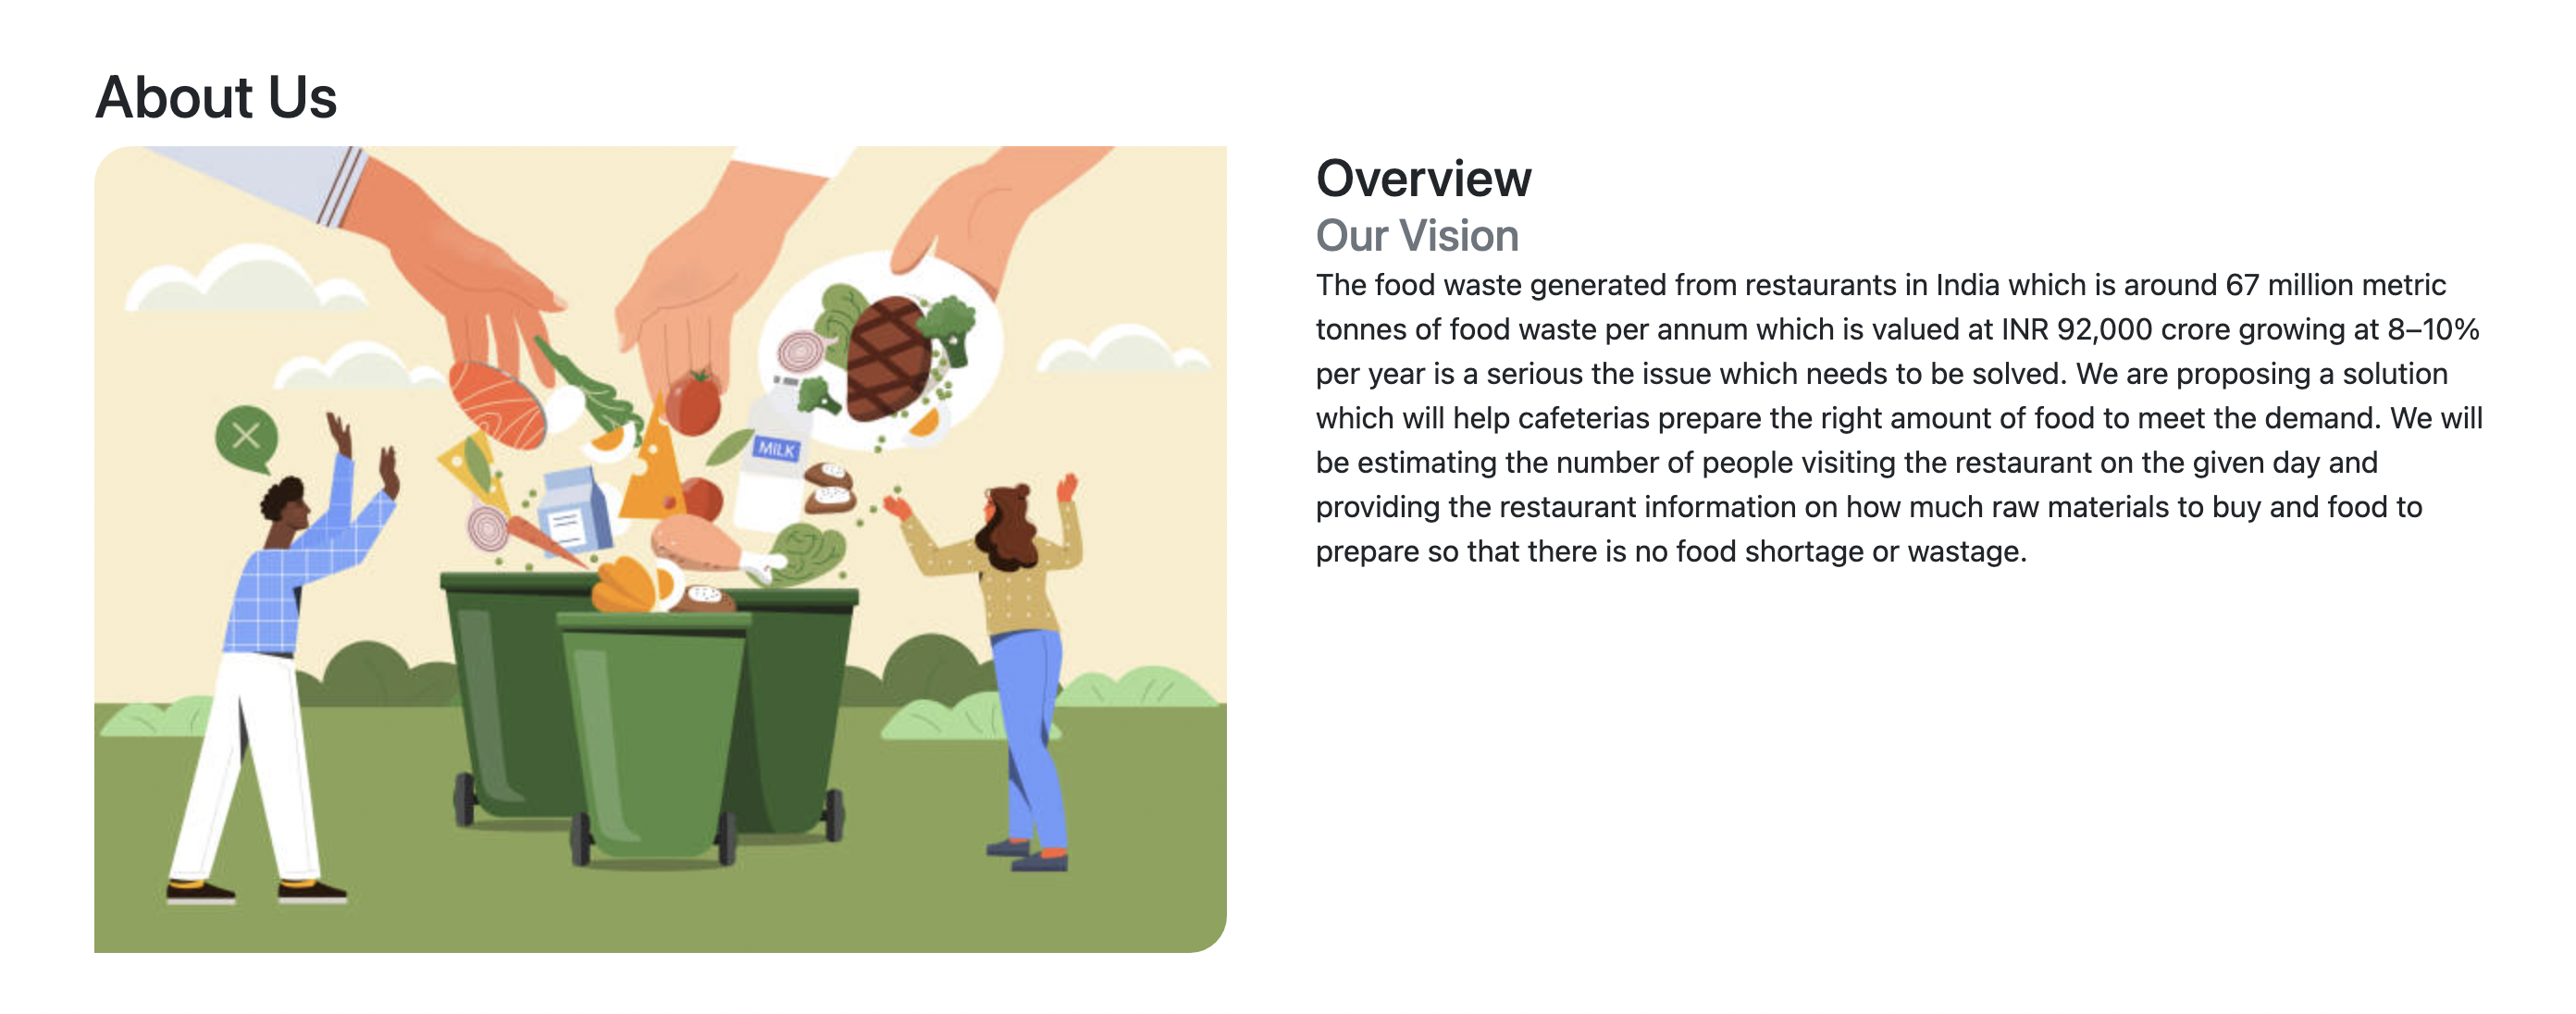 About Us
MILK
Overview
Our Vision
The food waste generated from restaurants in India which is around 67 million metric
tonnes of food waste per annum which is valued at INR 92,000 crore growing at 8–10%
per year is a serious the issue which needs to be solved. We are proposing a solution
which will help cafeterias prepare the right amount of food to meet the demand. We will
be estimating the number of people visiting the restaurant on the given day and
providing the restaurant information on how much raw materials to buy and food to
prepare so that there is no food shortage or wastage.